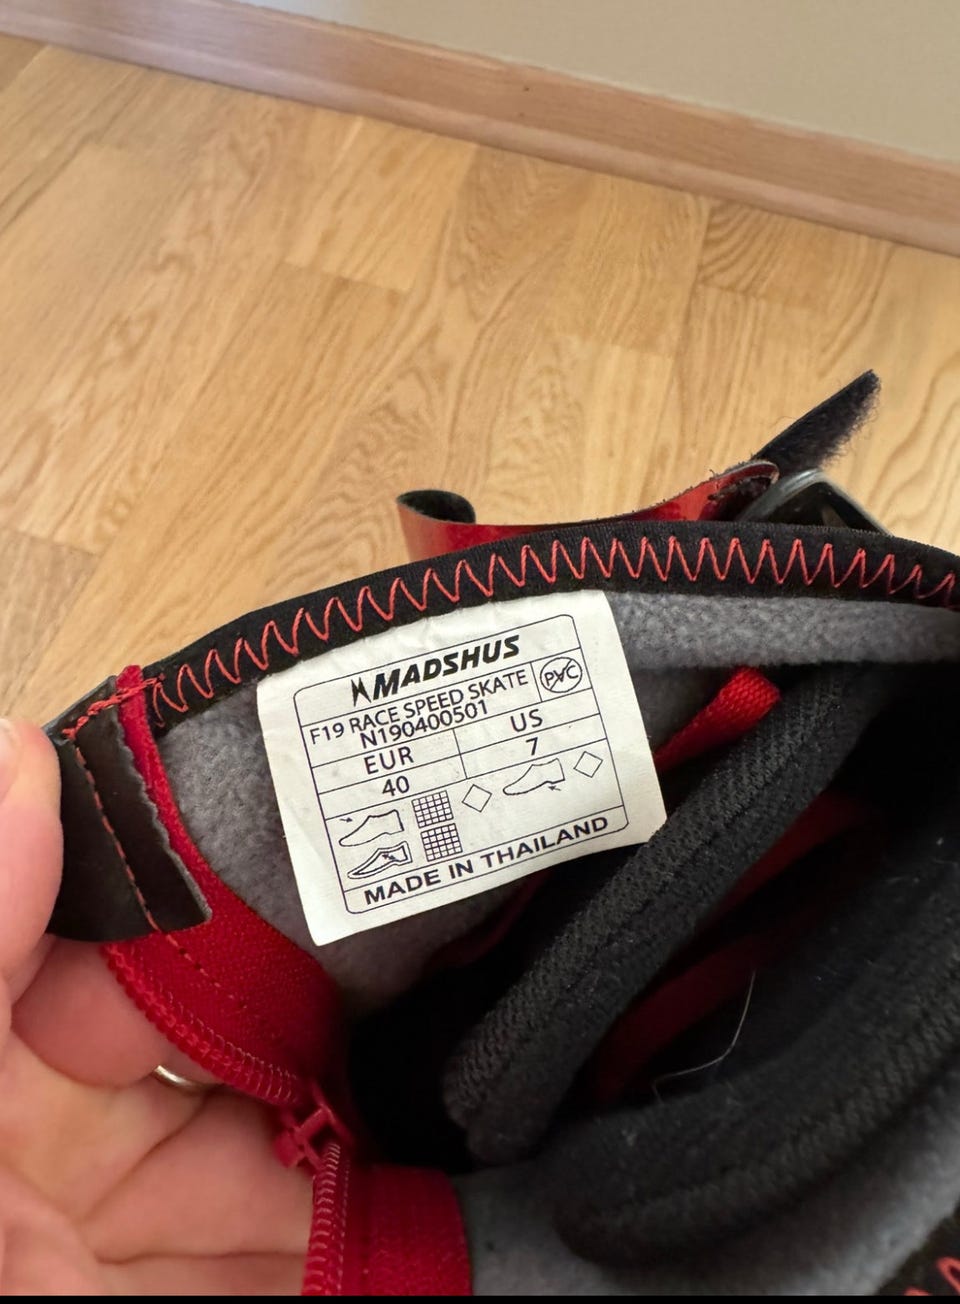 MADSHUS
PVC
F19 RACE SPEED SKATE
N190400501
EUR US
40 7
MADE IN THAILAND